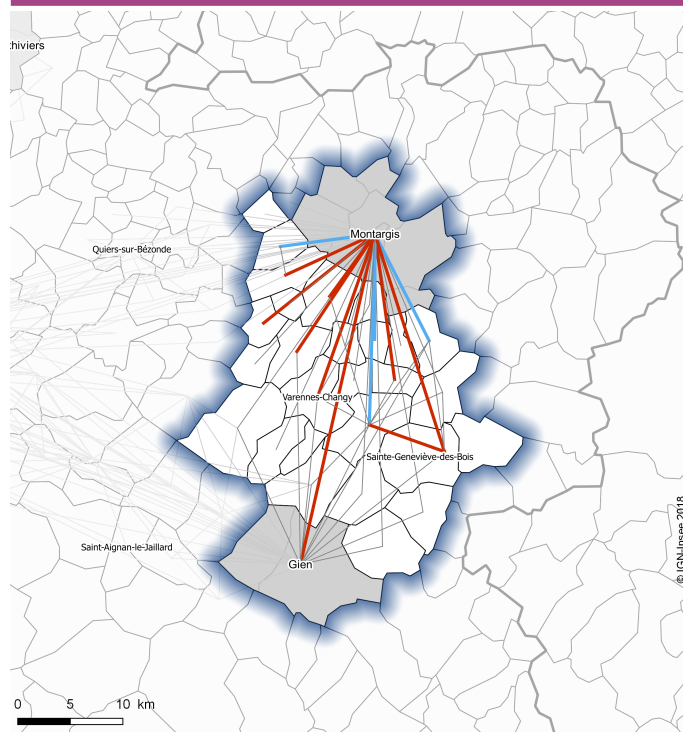 thiviers
Montargis
Quiers-sur-Bézonde
Varennes-Changy
Sainte-Geneviève-des-Bois
© IGN-Insee 2018
Saint-Aignan-le-Jaillard
Gien
0 5 10 km